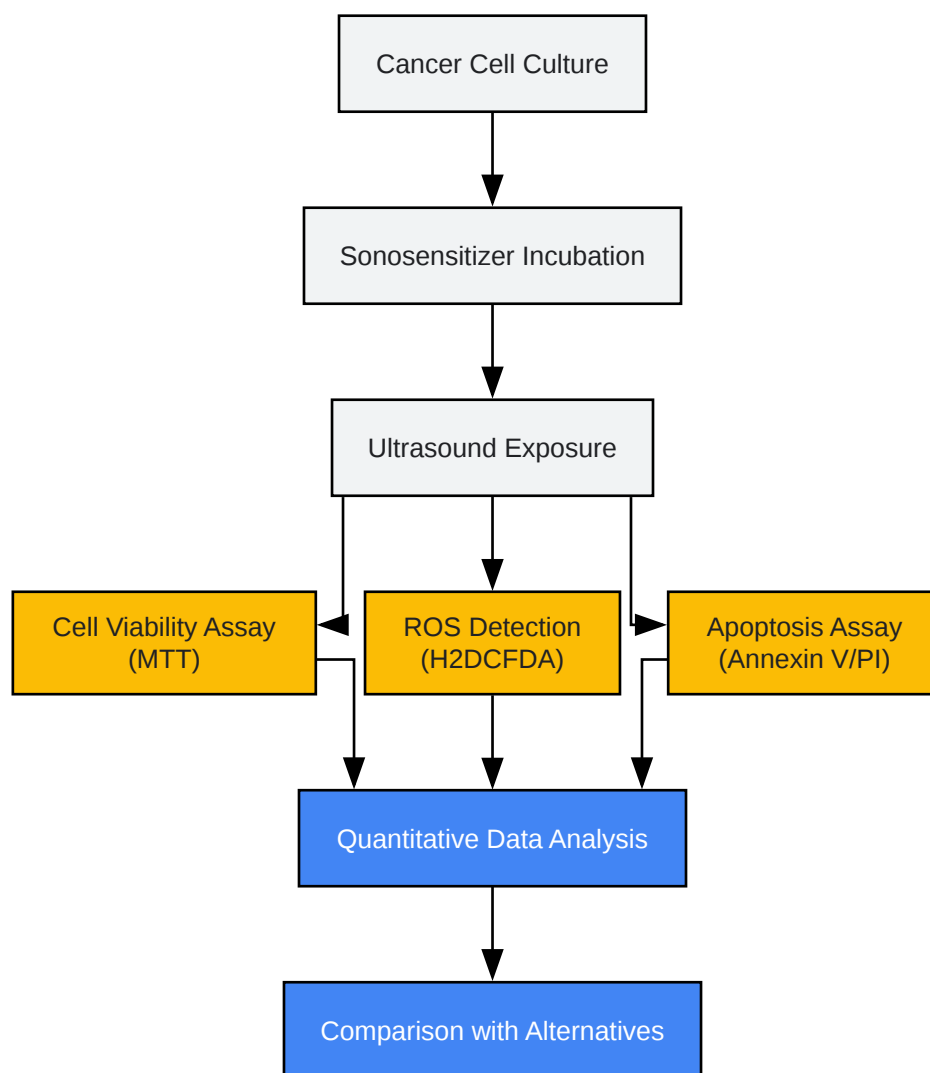 Cancer Cell Culture
Sonosensitizer Incubation
Ultrasound Exposure
Cell Viability Assay
(MTT)
ROS Detection
(H2DCFDA)
Apoptosis Assay
(Annexin V/PI)
Quantitative Data Analysis
Comparison with Alternatives